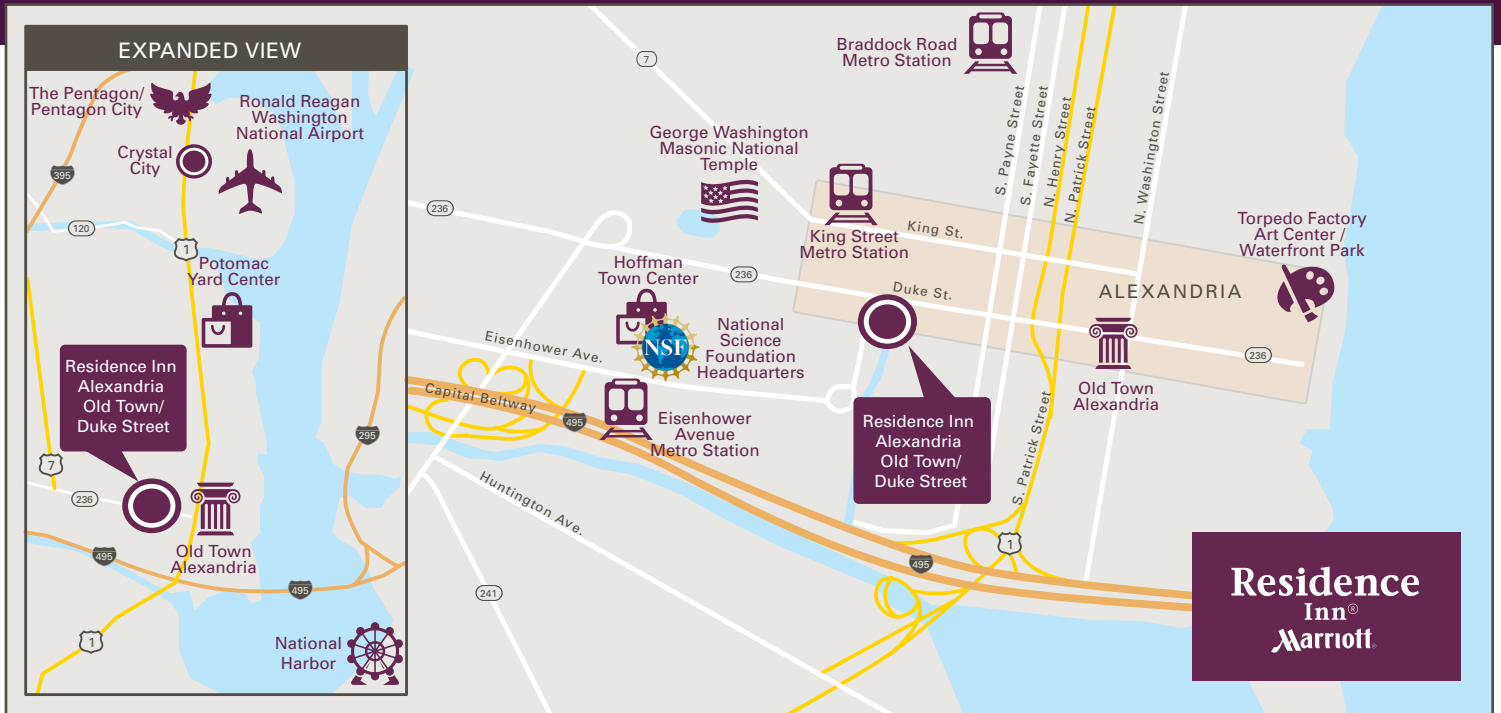 EXPANDED VIEW
The Pentagon/
Pentagon City
Ronald Reagan
Washington
National Airport
Crystal
City
395
120
1
Potomac
Yard Center
Residence Inn
Alexandria
Old Town/
Duke Street
295
7
236
Old Town
Alexandria
495
495
1
National
Harbor
7
Braddock Road
Metro Station
George Washington
Masonic National
Temple
S. Payne Street
S. Fayette Street
N. Henry Street
N. Patrick Street
N. Washington Street
236
King St.
King Street
Metro Station
Torpedo Factory
Art Center /
Waterfront Park
Hoffman
Town Center
236
Duke St.
ALEXANDRIA
Eisenhower Ave.
NSF
National
Science
Foundation
Headquarters
236
Old Town
Alexandria
Capital Beltway
495
Eisenhower
Avenue
Metro Station
Residence Inn
Alexandria
Old Town/
Duke Street
S. Patrick Street
Huntington Ave.
1
495
241
Residence
Inn®
Marriott®